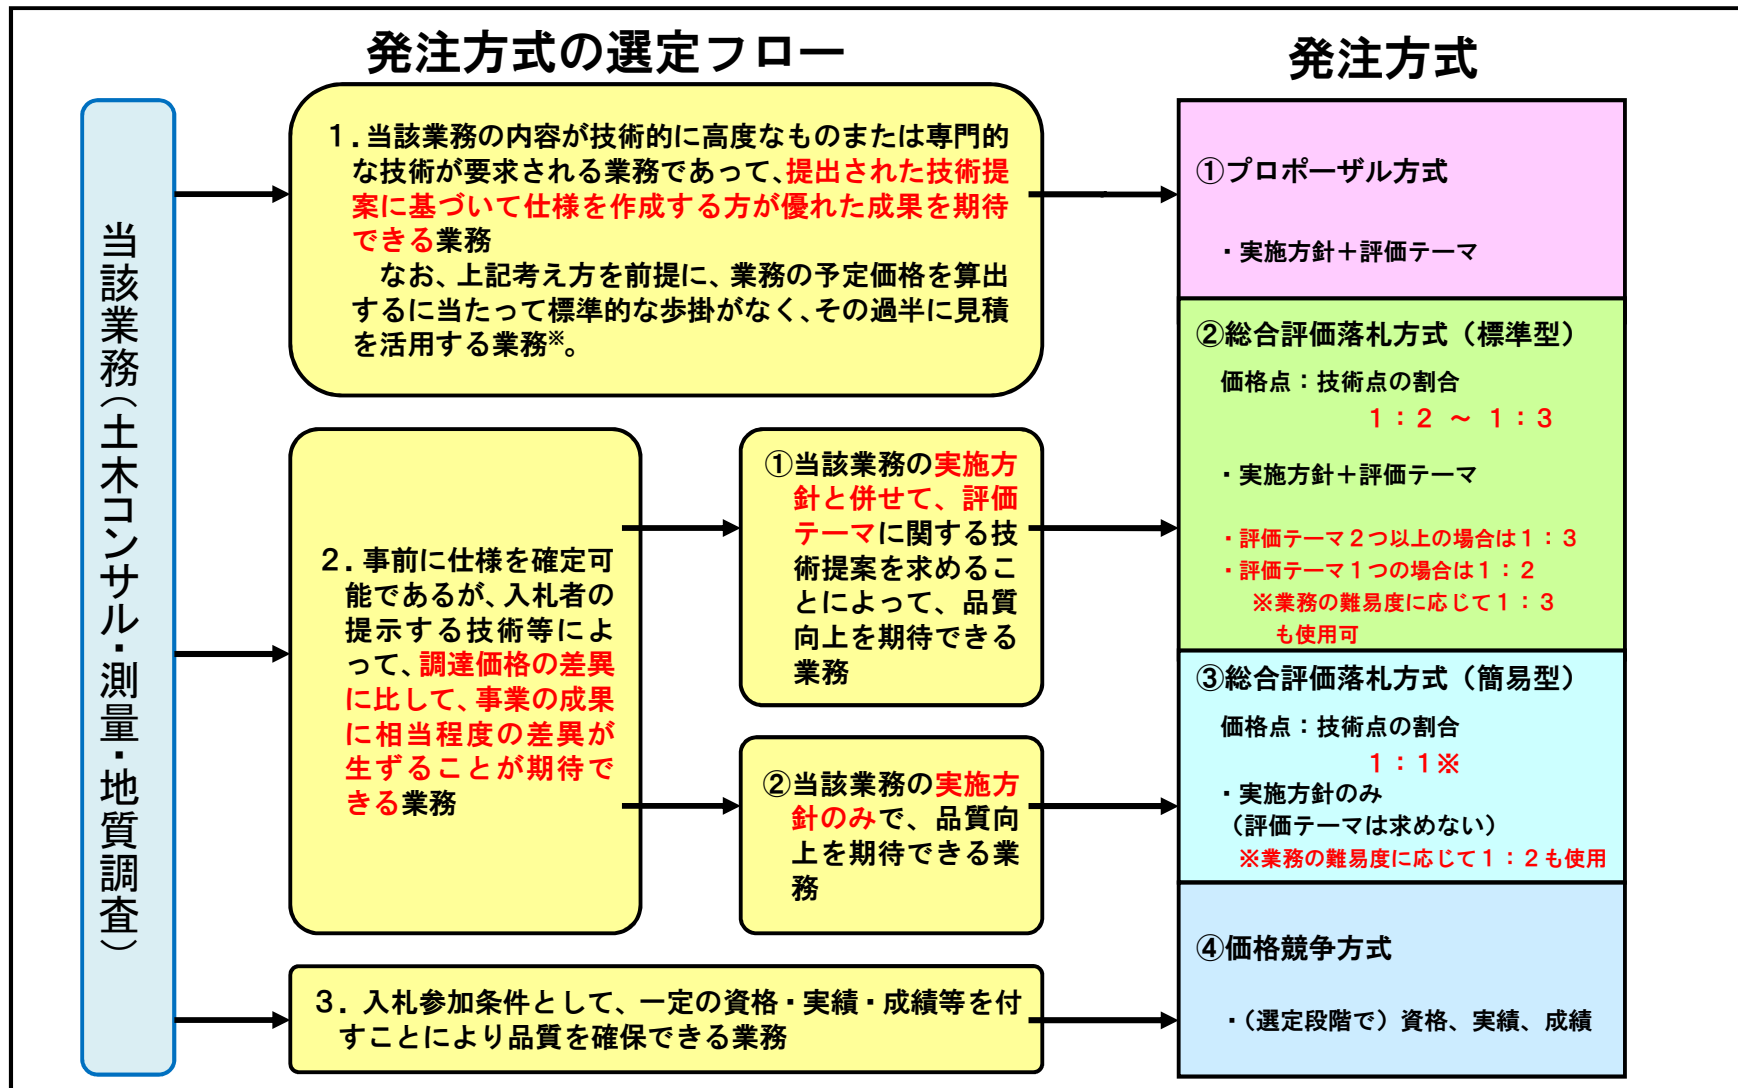 発注方式の選定フロー
発注方式
当該業務（土木コンサル・測量・地質調査）
１．当該業務の内容が技術的に高度なものまたは専門的
な技術が要求される業務であって、提出された技術提
案に基づいて仕様を作成する方が優れた成果を期待
できる業務
なお、上記考え方を前提に、業務の予定価格を算出
するに当たって標準的な歩掛がなく、その過半に見積
を活用する業務※。
２．事前に仕様を確定可
能であるが、入札者の
提示する技術等によ
って、調達価格の差異
に比して、事業の成果
に相当程度の差異が
生ずることが期待で
きる業務
①当該業務の実施方
針と併せて、評価
テーマに関する技
術提案を求めるこ
とによって、品質
向上を期待できる
業務
②当該業務の実施方
針のみで、品質向
上を期待できる業
務
３．入札参加条件として、一定の資格・実績・成績等を付
すことにより品質を確保できる業務
①プロポーザル方式
・実施方針＋評価テーマ
②総合評価落札方式（標準型）
価格点：技術点の割合
１：２ ～ １：３
・実施方針＋評価テーマ
・評価テーマ２つ以上の場合は１：３
・評価テーマ１つの場合は１：２
※業務の難易度に応じて１：３
も使用可
③総合評価落札方式（簡易型）
価格点：技術点の割合
１：１※
・実施方針のみ
（評価テーマは求めない）
※業務の難易度に応じて１：２も使用
④価格競争方式
・（選定段階で）資格、実績、成績